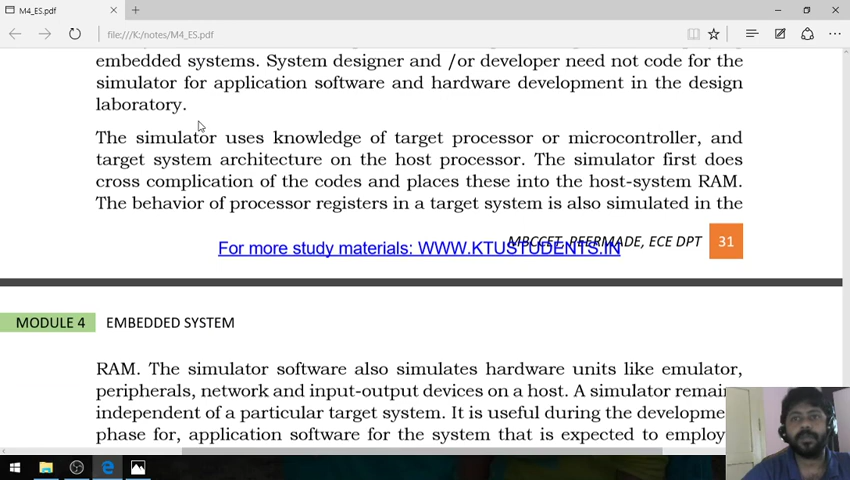 M4_ES.pdf
file:///K:/notes/M4_ES.pdf
embedded systems. System designer and /or developer need not code for the
simulator for application software and hardware development in the design
laboratory.
The simulator uses knowledge of target processor or microcontroller, and
target system architecture on the host processor. The simulator first does
cross complication of the codes and places these into the host-system RAM.
The behavior of processor registers in a target system is also simulated in the
MBCCET, PEERMADE, ECE DPT 31
For more study materials: WWW.KTUSTUDENTS.IN
MODULE 4 EMBEDDED SYSTEM
RAM. The simulator software also simulates hardware units like emulator,
peripherals, network and input-output devices on a host. A simulator remain
independent of a particular target system. It is useful during the developme
phase for, application software for the system that is expected to employ